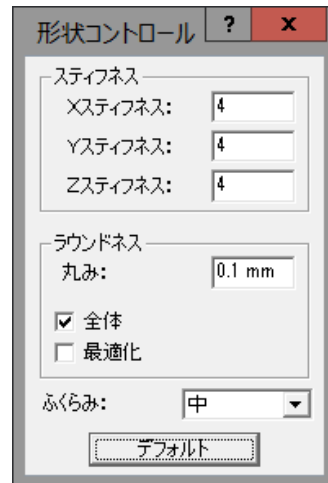 形状コントロール ? x
スティフネス
Xスティフネス: 4
Yスティフネス: 4
Zスティフネス: 4
ラウンドネス
丸み: 0.1 mm
全体
最適化
ふくらみ: 中
デフォルト